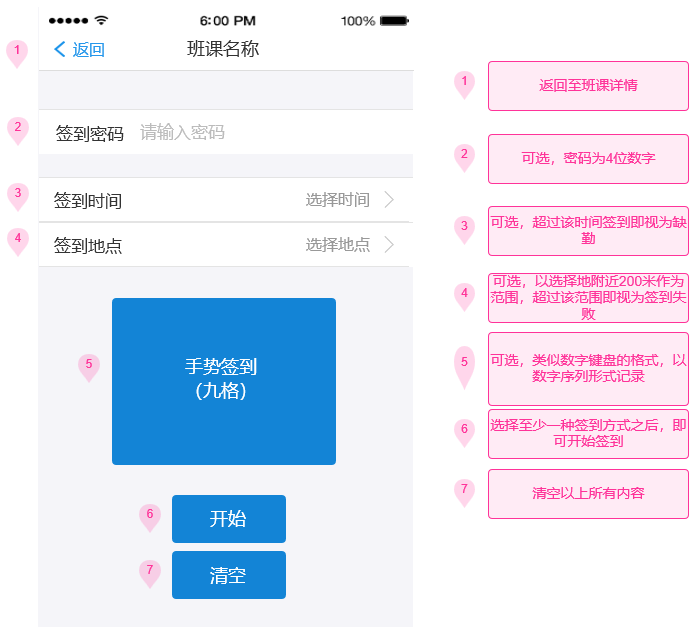 6:00 PM
100%
1
返回
班课名称
2
签到密码
请输入密码
3
签到时间
选择时间
4
签到地点
选择地点
5
手势签到
（九格）
6
开始
7
清空
1
返回至班课详情
2
可选，密码为4位数字
3
可选，超过该时间签到即视为缺
勤
4
可选，以选择地附近200米作为
范围，超过该范围即视为签到失
败
5
可选，类似数字键盘的格式，以
数字序列形式记录
6
选择至少一种签到方式之后，即
可开始签到
7
清空以上所有内容